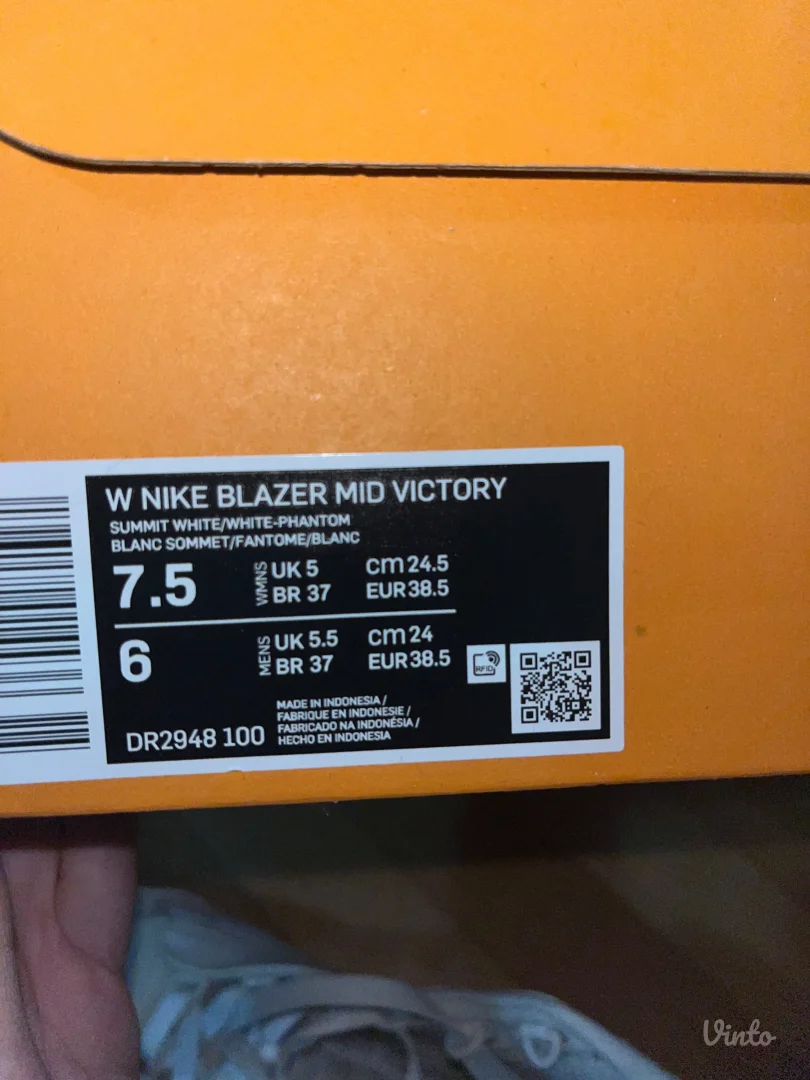 W NIKE BLAZER MID VICTORY
SUMMIT WHITE/WHITE-PHANTOM
BLANC SOMMET/FANTOME/BLANC
7.5 WMNS UK 5 cm 24.5
BR 37 EUR 38.5
6 MENS UK 5.5 cm 24
BR 37 EUR 38.5
RFID
MADE IN INDONESIA /
FABRIQUE EN INDONESIE /
FABRICADO NA INDONÉSIA /
HECHO EN INDONESIA
DR2948 100
Vinto